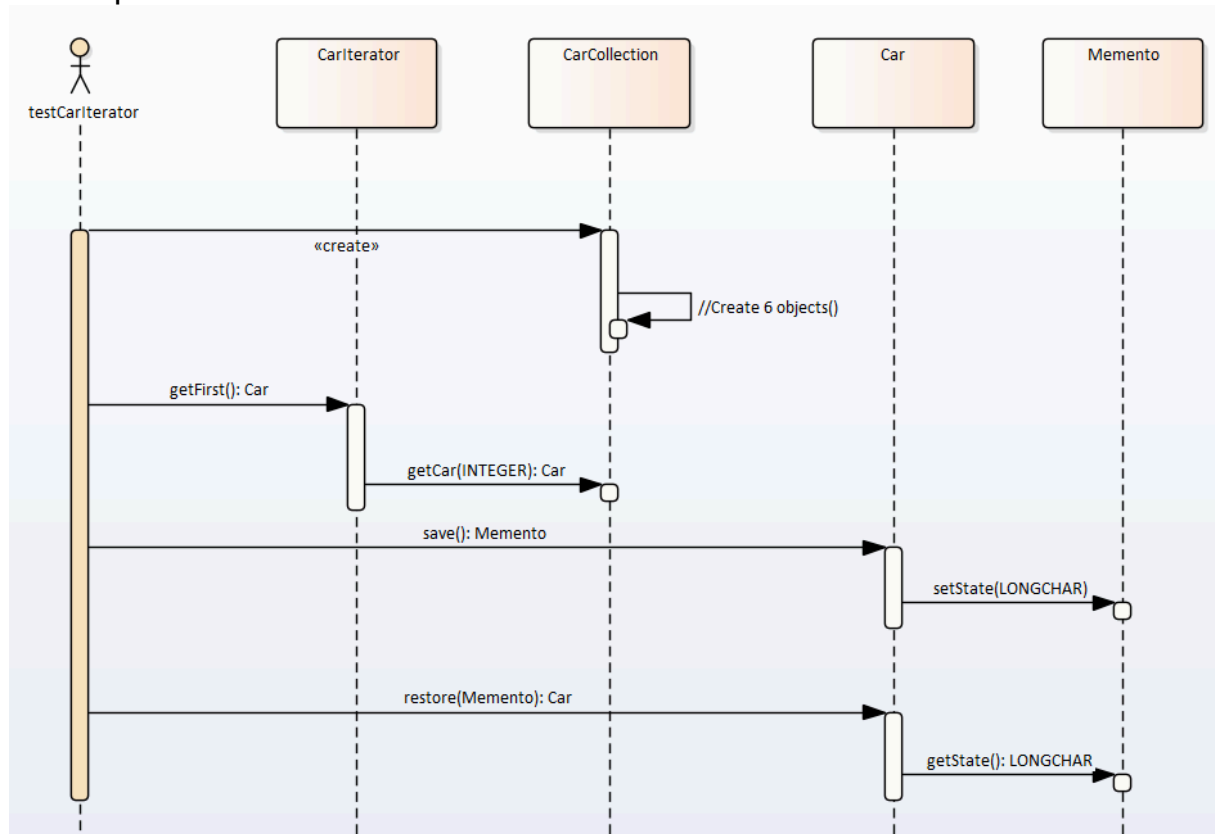 testCarIterator
CarIterator
CarCollection
Car
Memento
«create»
//Create 6 objects()
getFirst(): Car
getCar(INTEGER): Car
save(): Memento
setState(LONGCHAR)
restore(Memento): Car
getState(): LONGCHAR